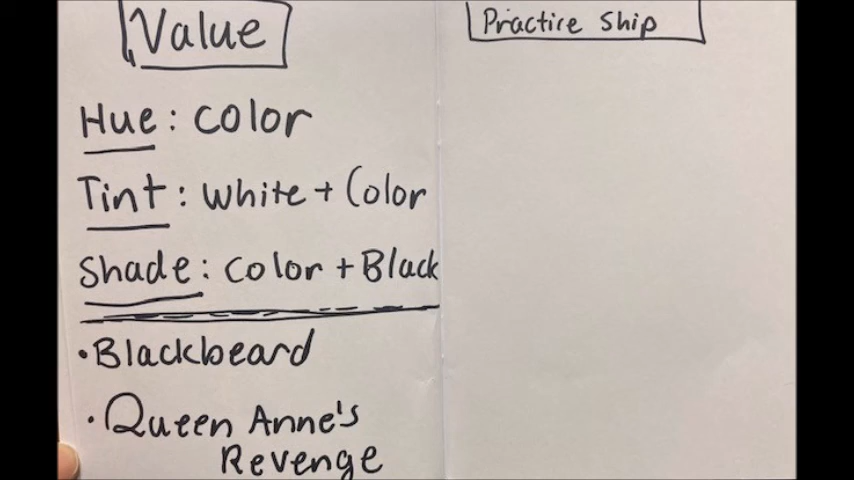 Value
Hue: color
Tint: white + Color
Shade: color + Black
• Blackbeard
• Queen Anne's
Revenge
Practice Ship